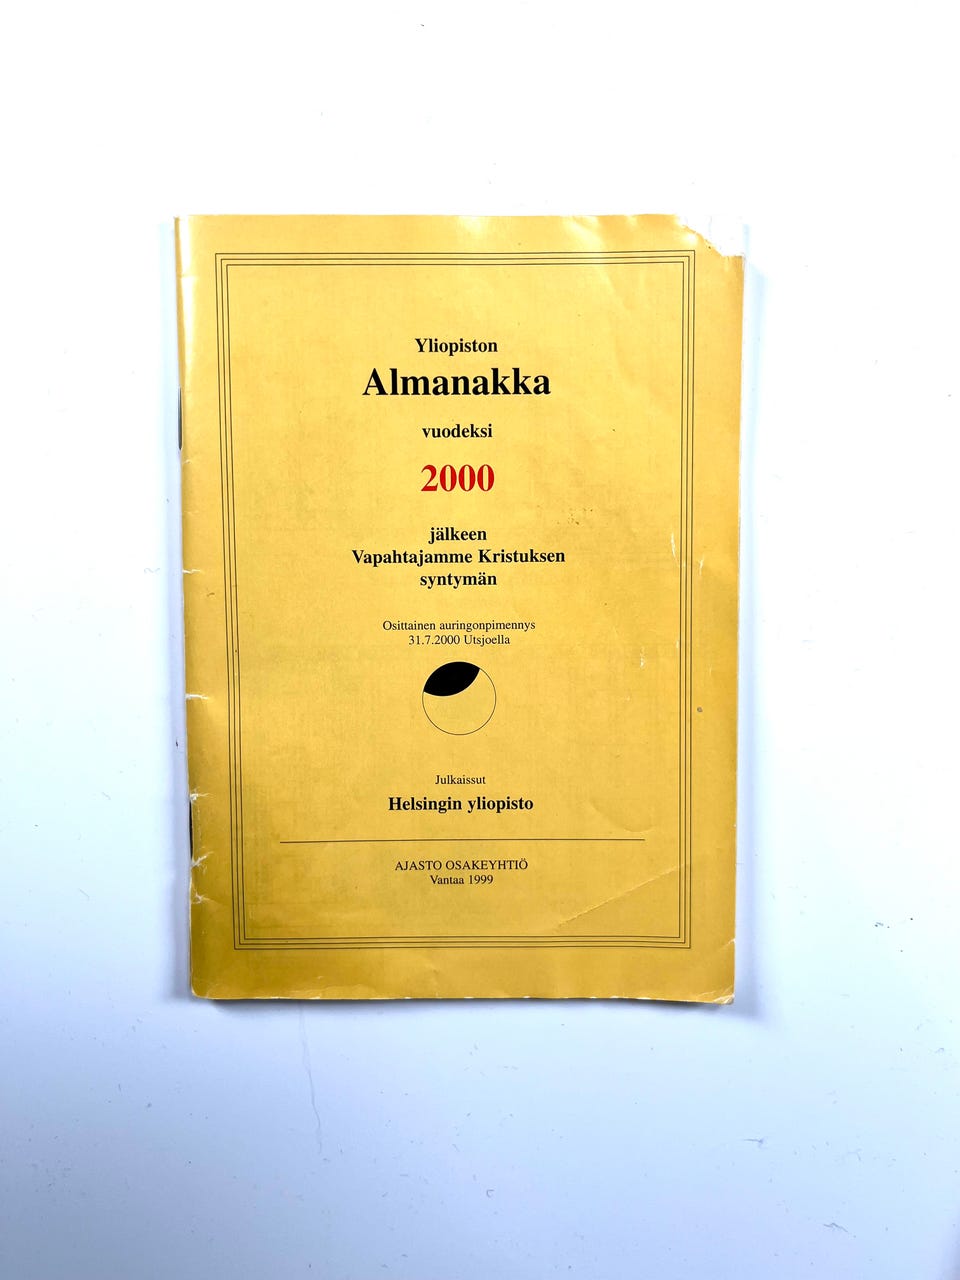 Yliopiston
Almanakka
vuodeksi
2000
jälkeen
Vapahtajamme Kristuksen
syntymän
Osittainen auringonpimennys
31.7.2000 Utsjoella
Julkaissut
Helsingin yliopisto
AJASTO OSAKEYHTIÖ
Vantaa 1999